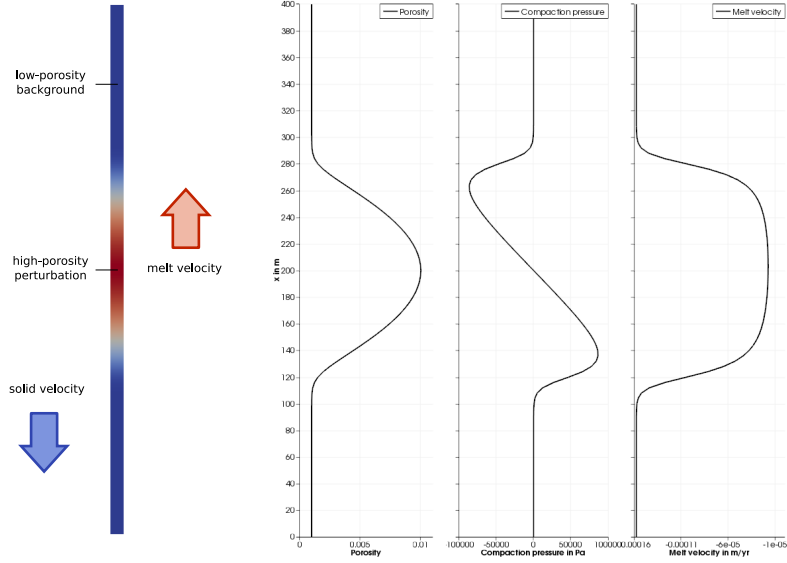 low-porosity
background
high-porosity
perturbation
melt velocity
solid velocity
Porosity
400
380
360
340
320
300
280
260
240
220
200
180
160
140
120
100
80
60
40
20
0
x in m
0.005
0.01
Porosity
Compaction pressure
100000
-50000
0
50000
100000
Compaction pressure in Pa
Melt velocity
0.00016
-0.00011
-6e-05
-1e-05
Melt velocity in m/yr